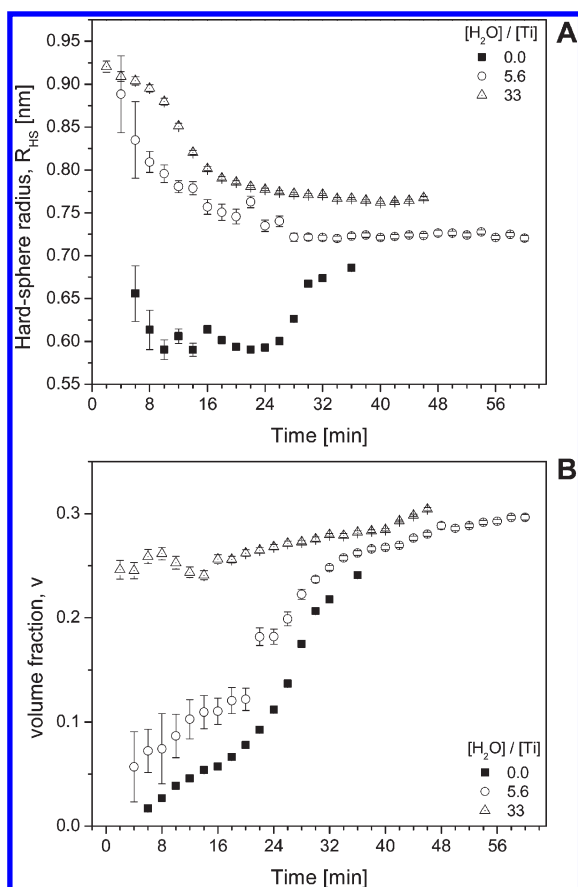 A
[H₂O] / [Ti]
0.0
5.6
33
Hard-sphere radius, R_HS [nm]
0.95
0.90
0.85
0.80
0.75
0.70
0.65
0.60
0.55
0 8 16 24 32 40 48 56
Time [min]
B
volume fraction, v
0.3
0.2
0.1
0.0
[H₂O] / [Ti]
0.0
5.6
33
0 8 16 24 32 40 48 56
Time [min]